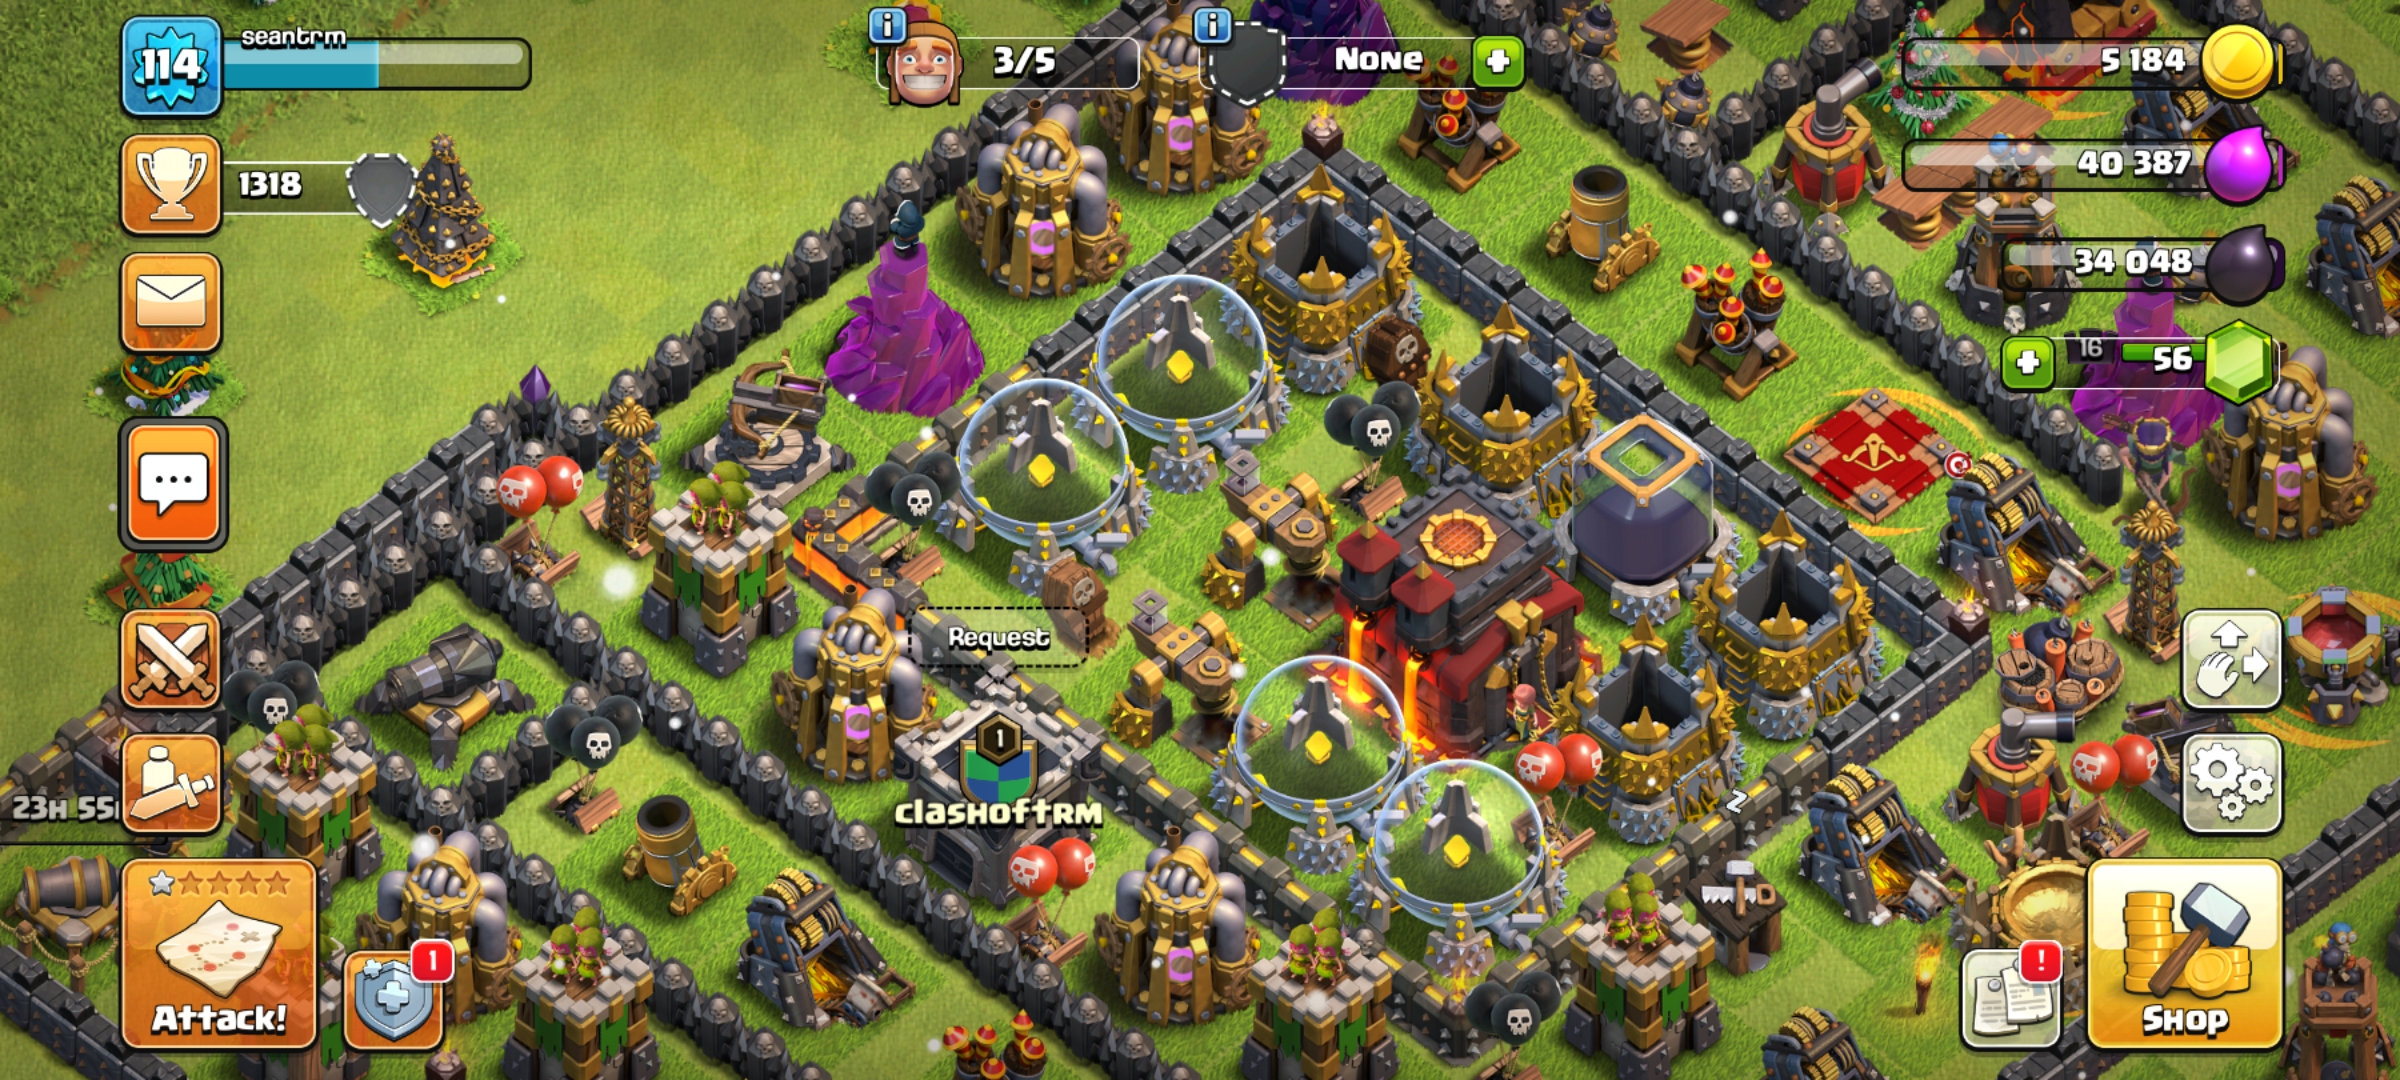 114
seantrm
3/5
None
5 184
1318
40 387
34 048
16
56
Request
1
clashoftrm
23H 55
z
Attack!
1
!
Shop